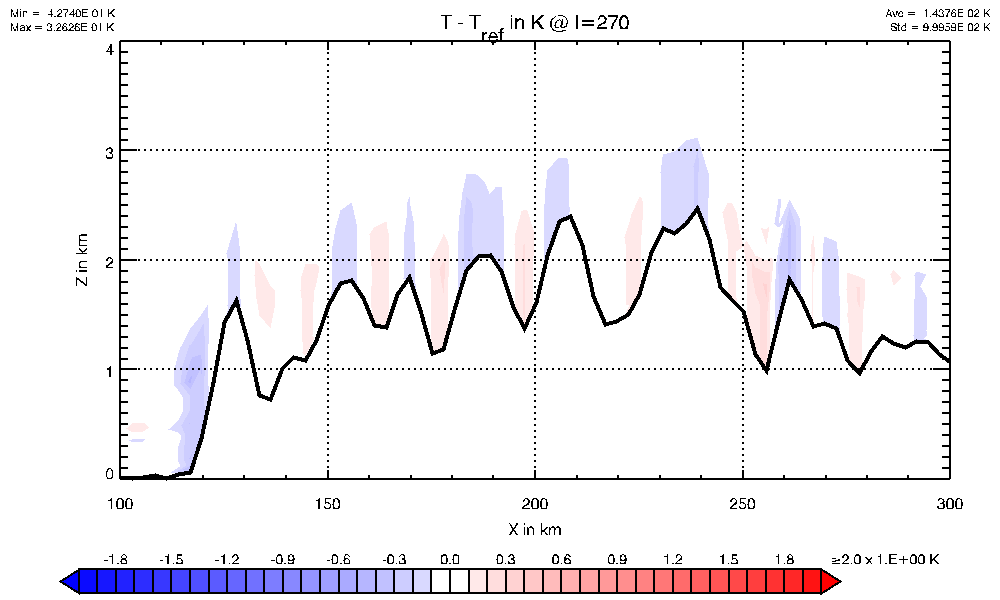 Min = 4.2740E 01 K
Max = 3.2626E 01 K
T - Tref in K @ I=270
Ave = 1.4376E 02 K
Std = 9.9959E 02 K
4
3
2
1
0
Z in km
100 150 200 250 300
X in km
-1.8 -1.5 -1.2 -0.9 -0.6 -0.3 0.0 0.3 0.6 0.9 1.2 1.5 1.8 ≥2.0 x 1.E+00 K